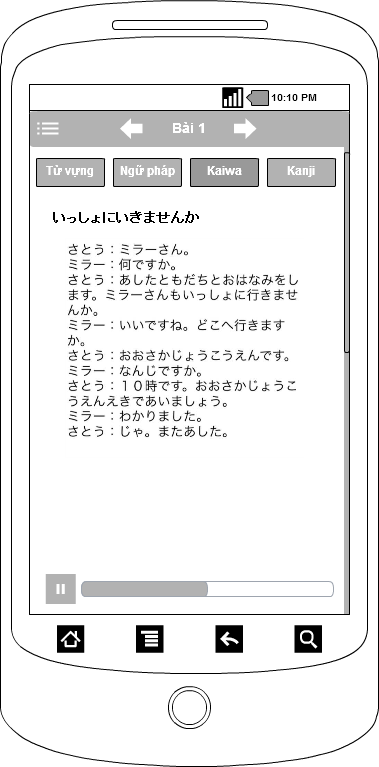 10:10 PM
Bài 1
Từ vựng Ngữ pháp Kaiwa Kanji
いっしょにいきませんか
さとう：ミラーさん。
ミラー：何ですか。
さとう：あしたともだちとおはなみをし
ます。ミラーさんもいっしょに行きませ
んか。
ミラー：いいですね。どこへ行きます
か。
さとう：おおさかじょうこうえんです。
ミラー：なんじですか。
さとう：１０時です。おおさかじょうこ
うえんえきであいましょう。
ミラー：わかりました。
さとう：じゃ。またあした。